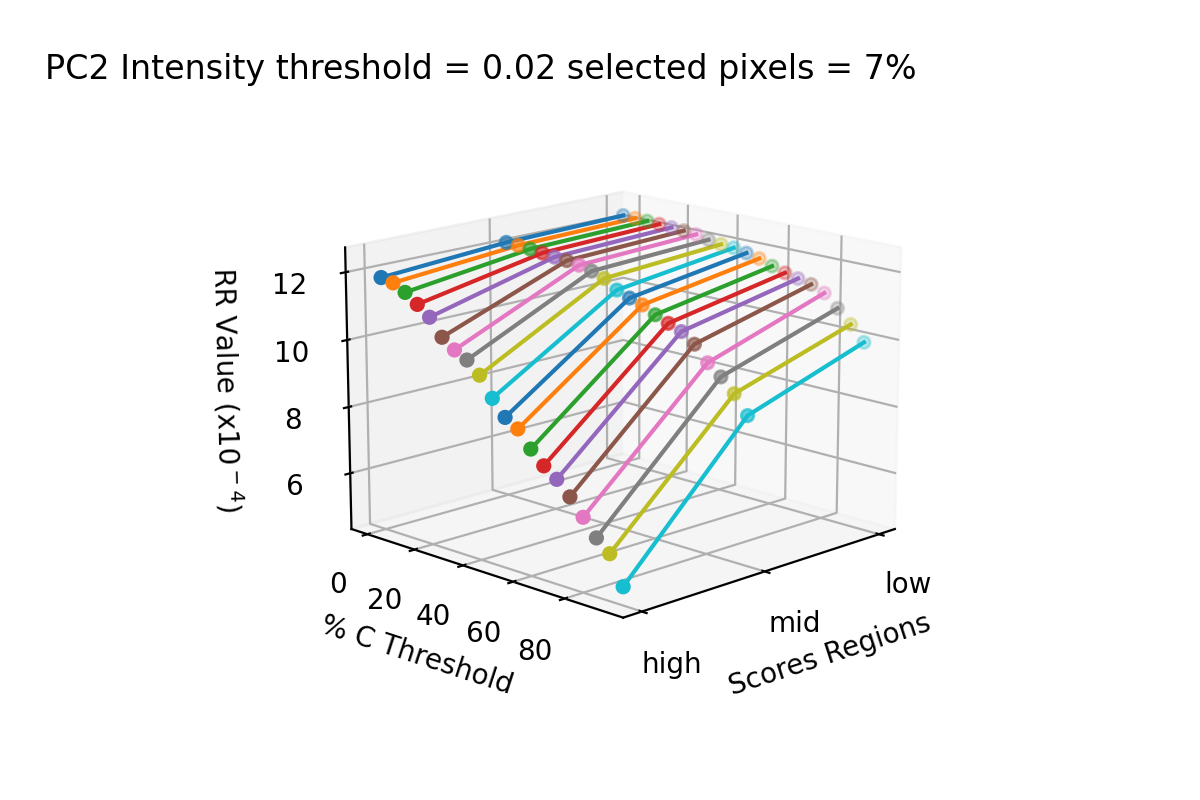 PC2 Intensity threshold = 0.02 selected pixels = 7%
12
10
8
6
RR Value (x10⁻⁴)
0
20
40
60
80
% C Threshold
high
mid
low
Scores Regions